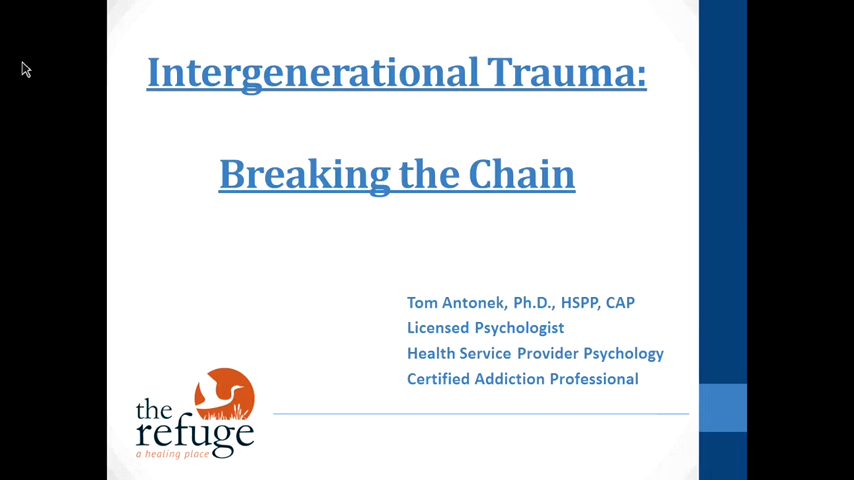 Intergenerational Trauma:
Breaking the Chain
Tom Antonek, Ph.D., HSPP, CAP
Licensed Psychologist
Health Service Provider Psychology
Certified Addiction Professional
the
refuge
a healing place